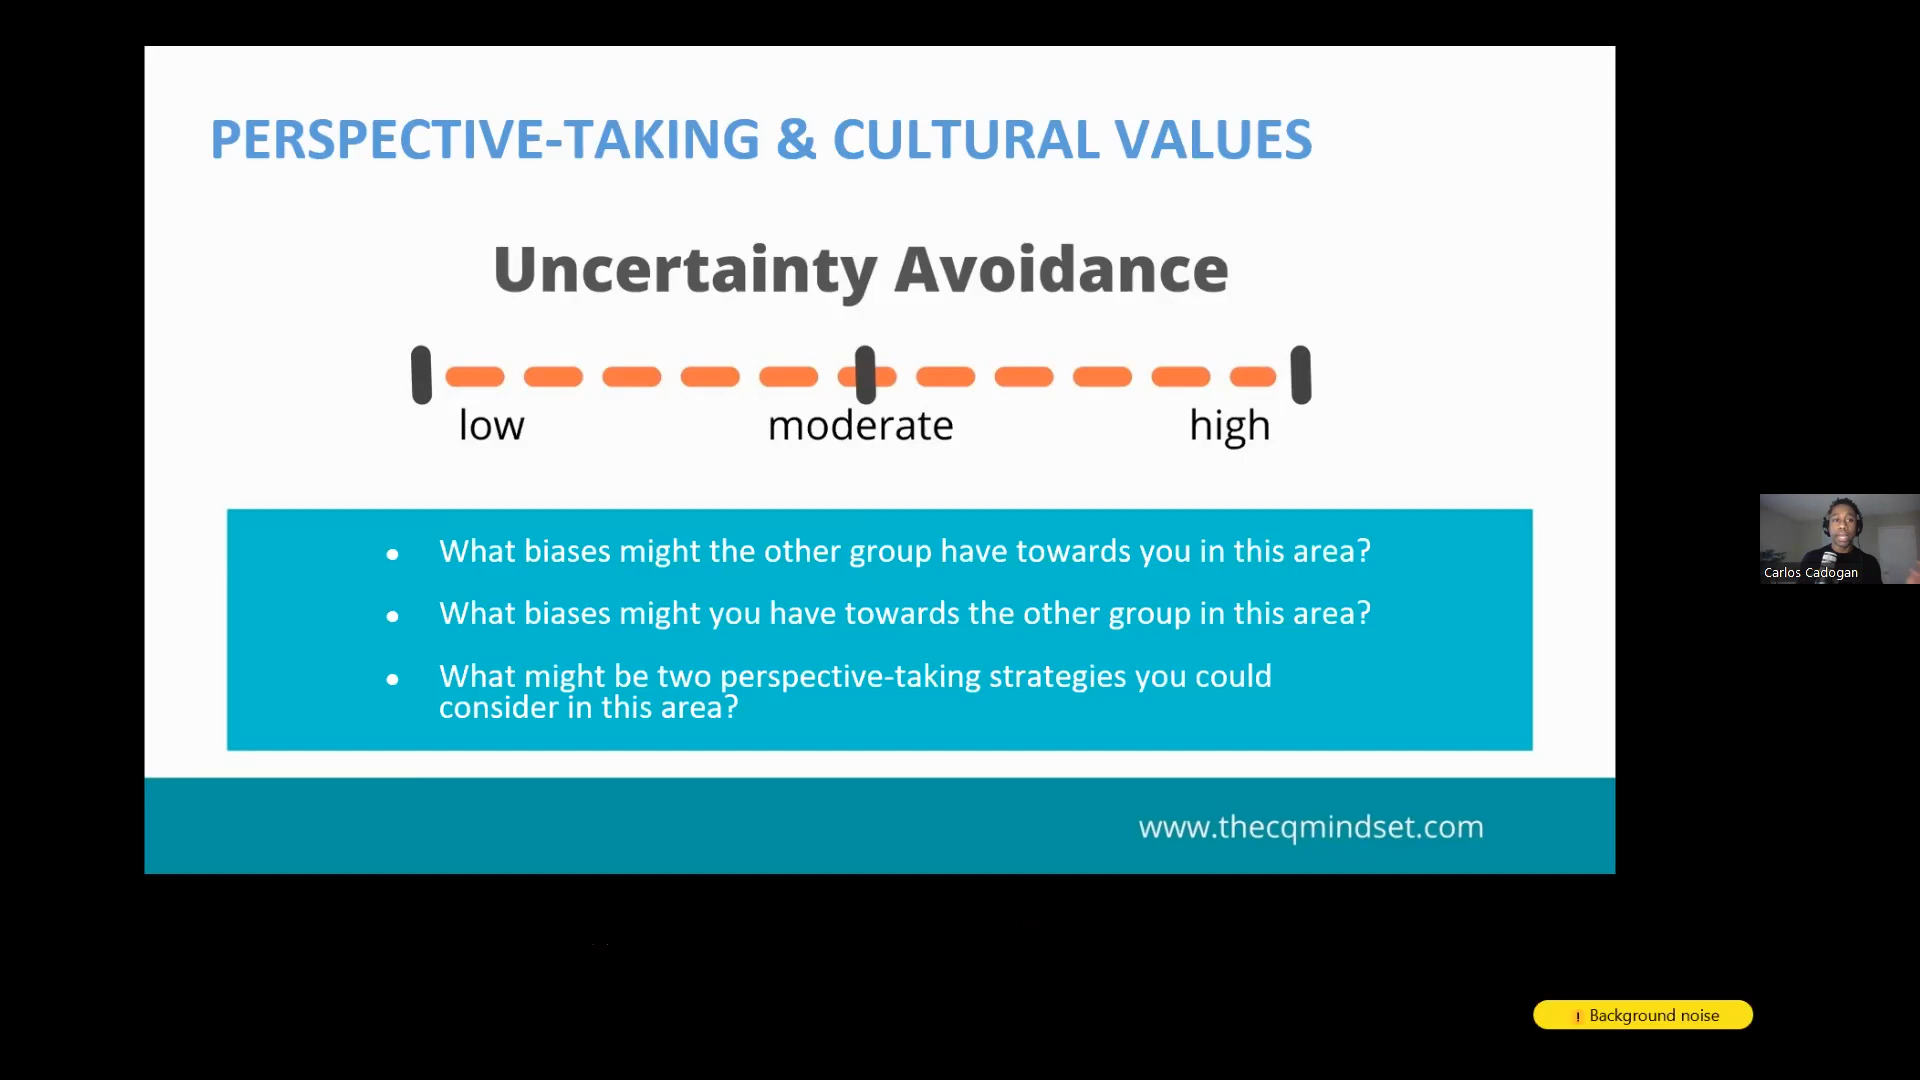 PERSPECTIVE-TAKING & CULTURAL VALUES
Uncertainty Avoidance
low moderate high
• What biases might the other group have towards you in this area?
• What biases might you have towards the other group in this area?
• What might be two perspective-taking strategies you could
consider in this area?
www.thecqmindset.com
Carlos Cadogan
! Background noise